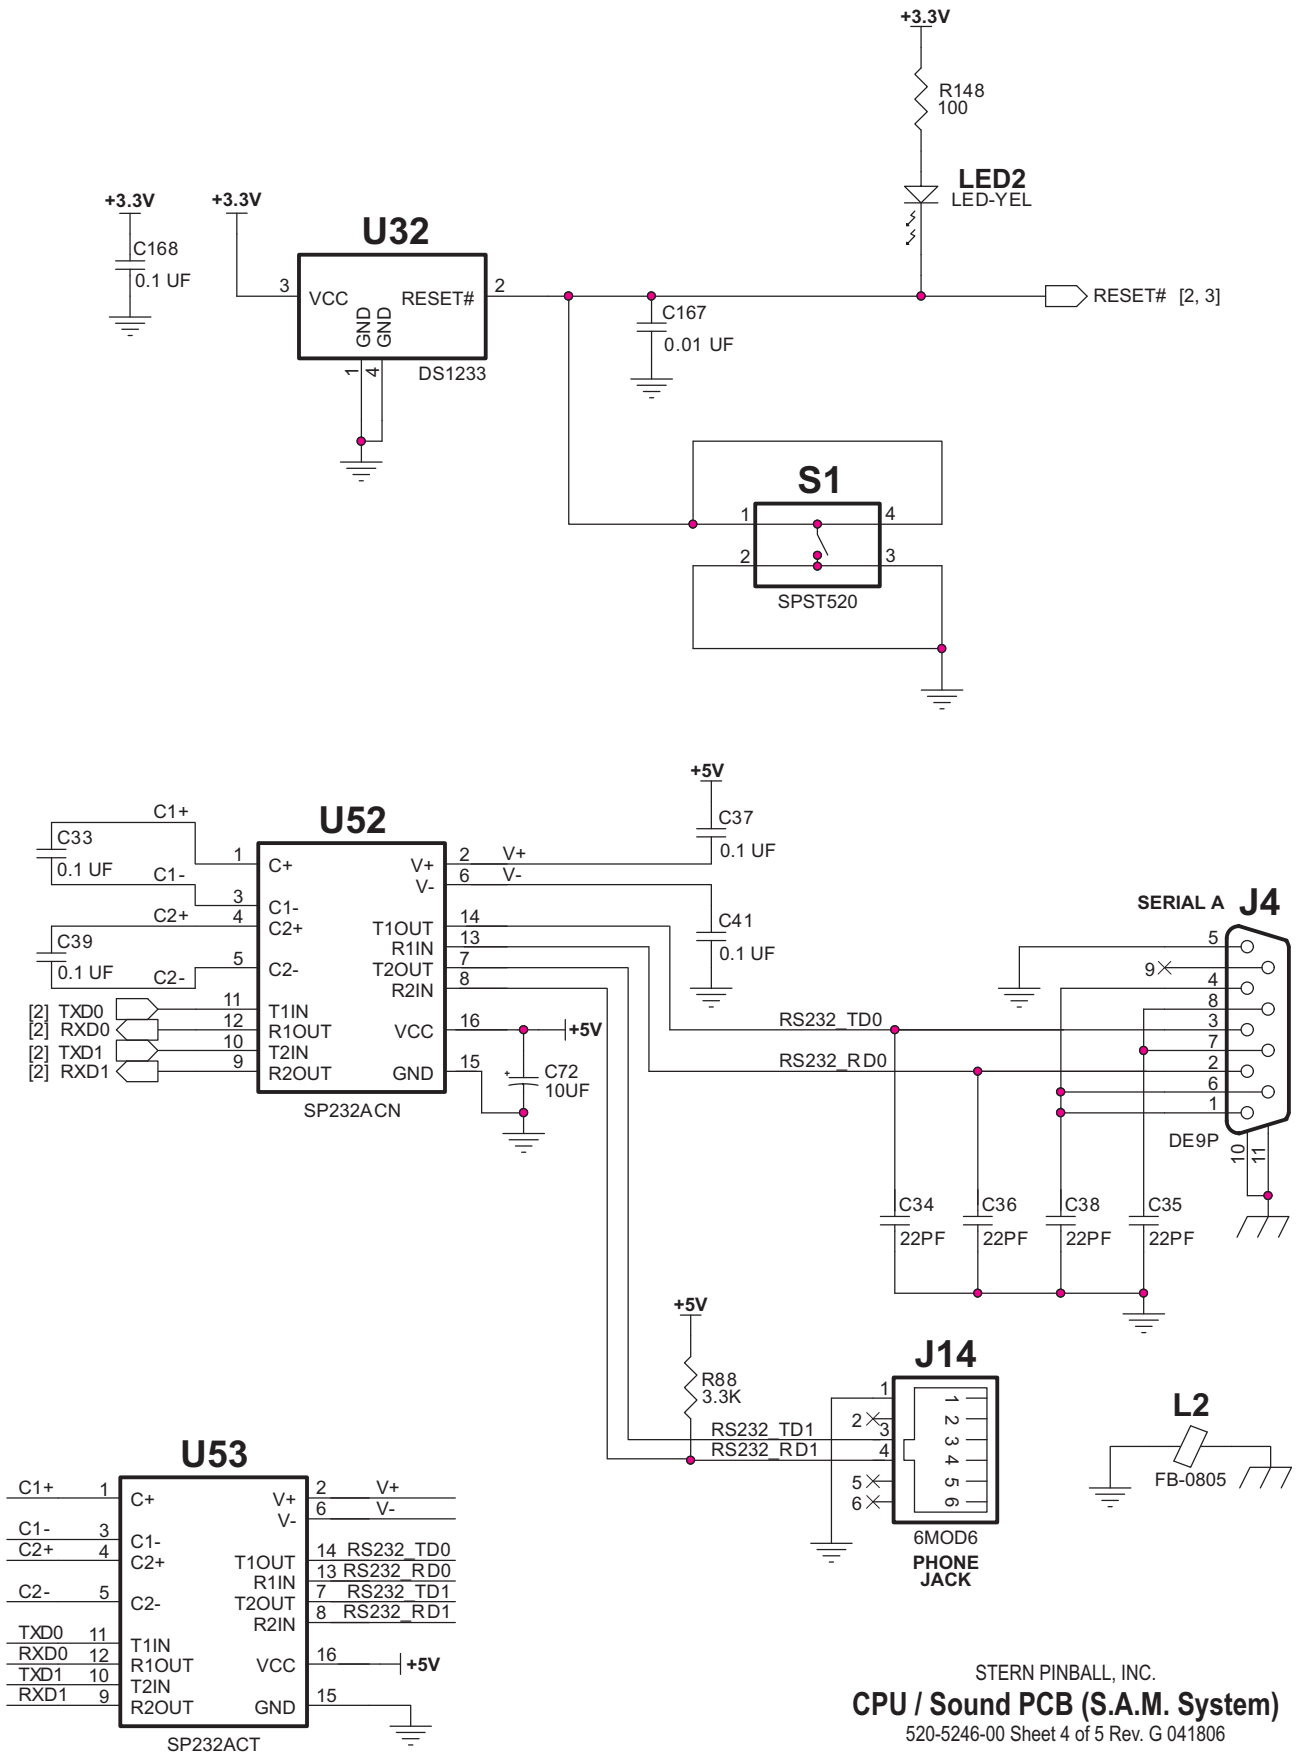 +3.3V
R148
100
LED2
LED-YEL
+3.3V
+3.3V
C168
0.1 UF
U32
3
VCC
RESET#
2
GND
GND
1
4
DS1233
C167
0.01 UF
RESET# [2, 3]
S1
1
4
2
3
SPST520
+5V
C37
0.1 UF
C41
0.1 UF
C1+
C33
0.1 UF
C1-
C2+
C39
0.1 UF
C2-
U52
1
C+
3
C1-
4
C2+
5
C2-
[2] TXD0
11
T1IN
[2] RXD0
12
R1OUT
[2] TXD1
10
T2IN
[2] RXD1
9
R2OUT
V+
2
V+
V-
6
V-
T1OUT
14
R1IN
13
T2OUT
7
R2IN
8
VCC
16
+5V
GND
15
+
C72
10UF
SP232ACN
SERIAL A
J4
5
9
4
8
3
7
2
6
1
DE9P
10
11
RS232_TD0
RS232_RD0
C34
22PF
C36
22PF
C38
22PF
C35
22PF
+5V
R88
3.3K
RS232_TD1
RS232_RD1
J14
1
2
3
4
5
6
1
2
3
4
5
6
6MOD6
PHONE
JACK
L2
FB-0805
U53
C1+
1
C+
C1-
3
C1-
C2+
4
C2+
C2-
5
C2-
TXD0
11
T1IN
RXD0
12
R1OUT
TXD1
10
T2IN
RXD1
9
R2OUT
V+
2
V+
V-
6
V-
T1OUT
14 RS232_TD0
R1IN
13 RS232_RD0
T2OUT
7 RS232_TD1
R2IN
8 RS232_RD1
VCC
16
+5V
GND
15
SP232ACT
STERN PINBALL, INC.
CPU / Sound PCB (S.A.M. System)
520-5246-00 Sheet 4 of 5 Rev. G 041806